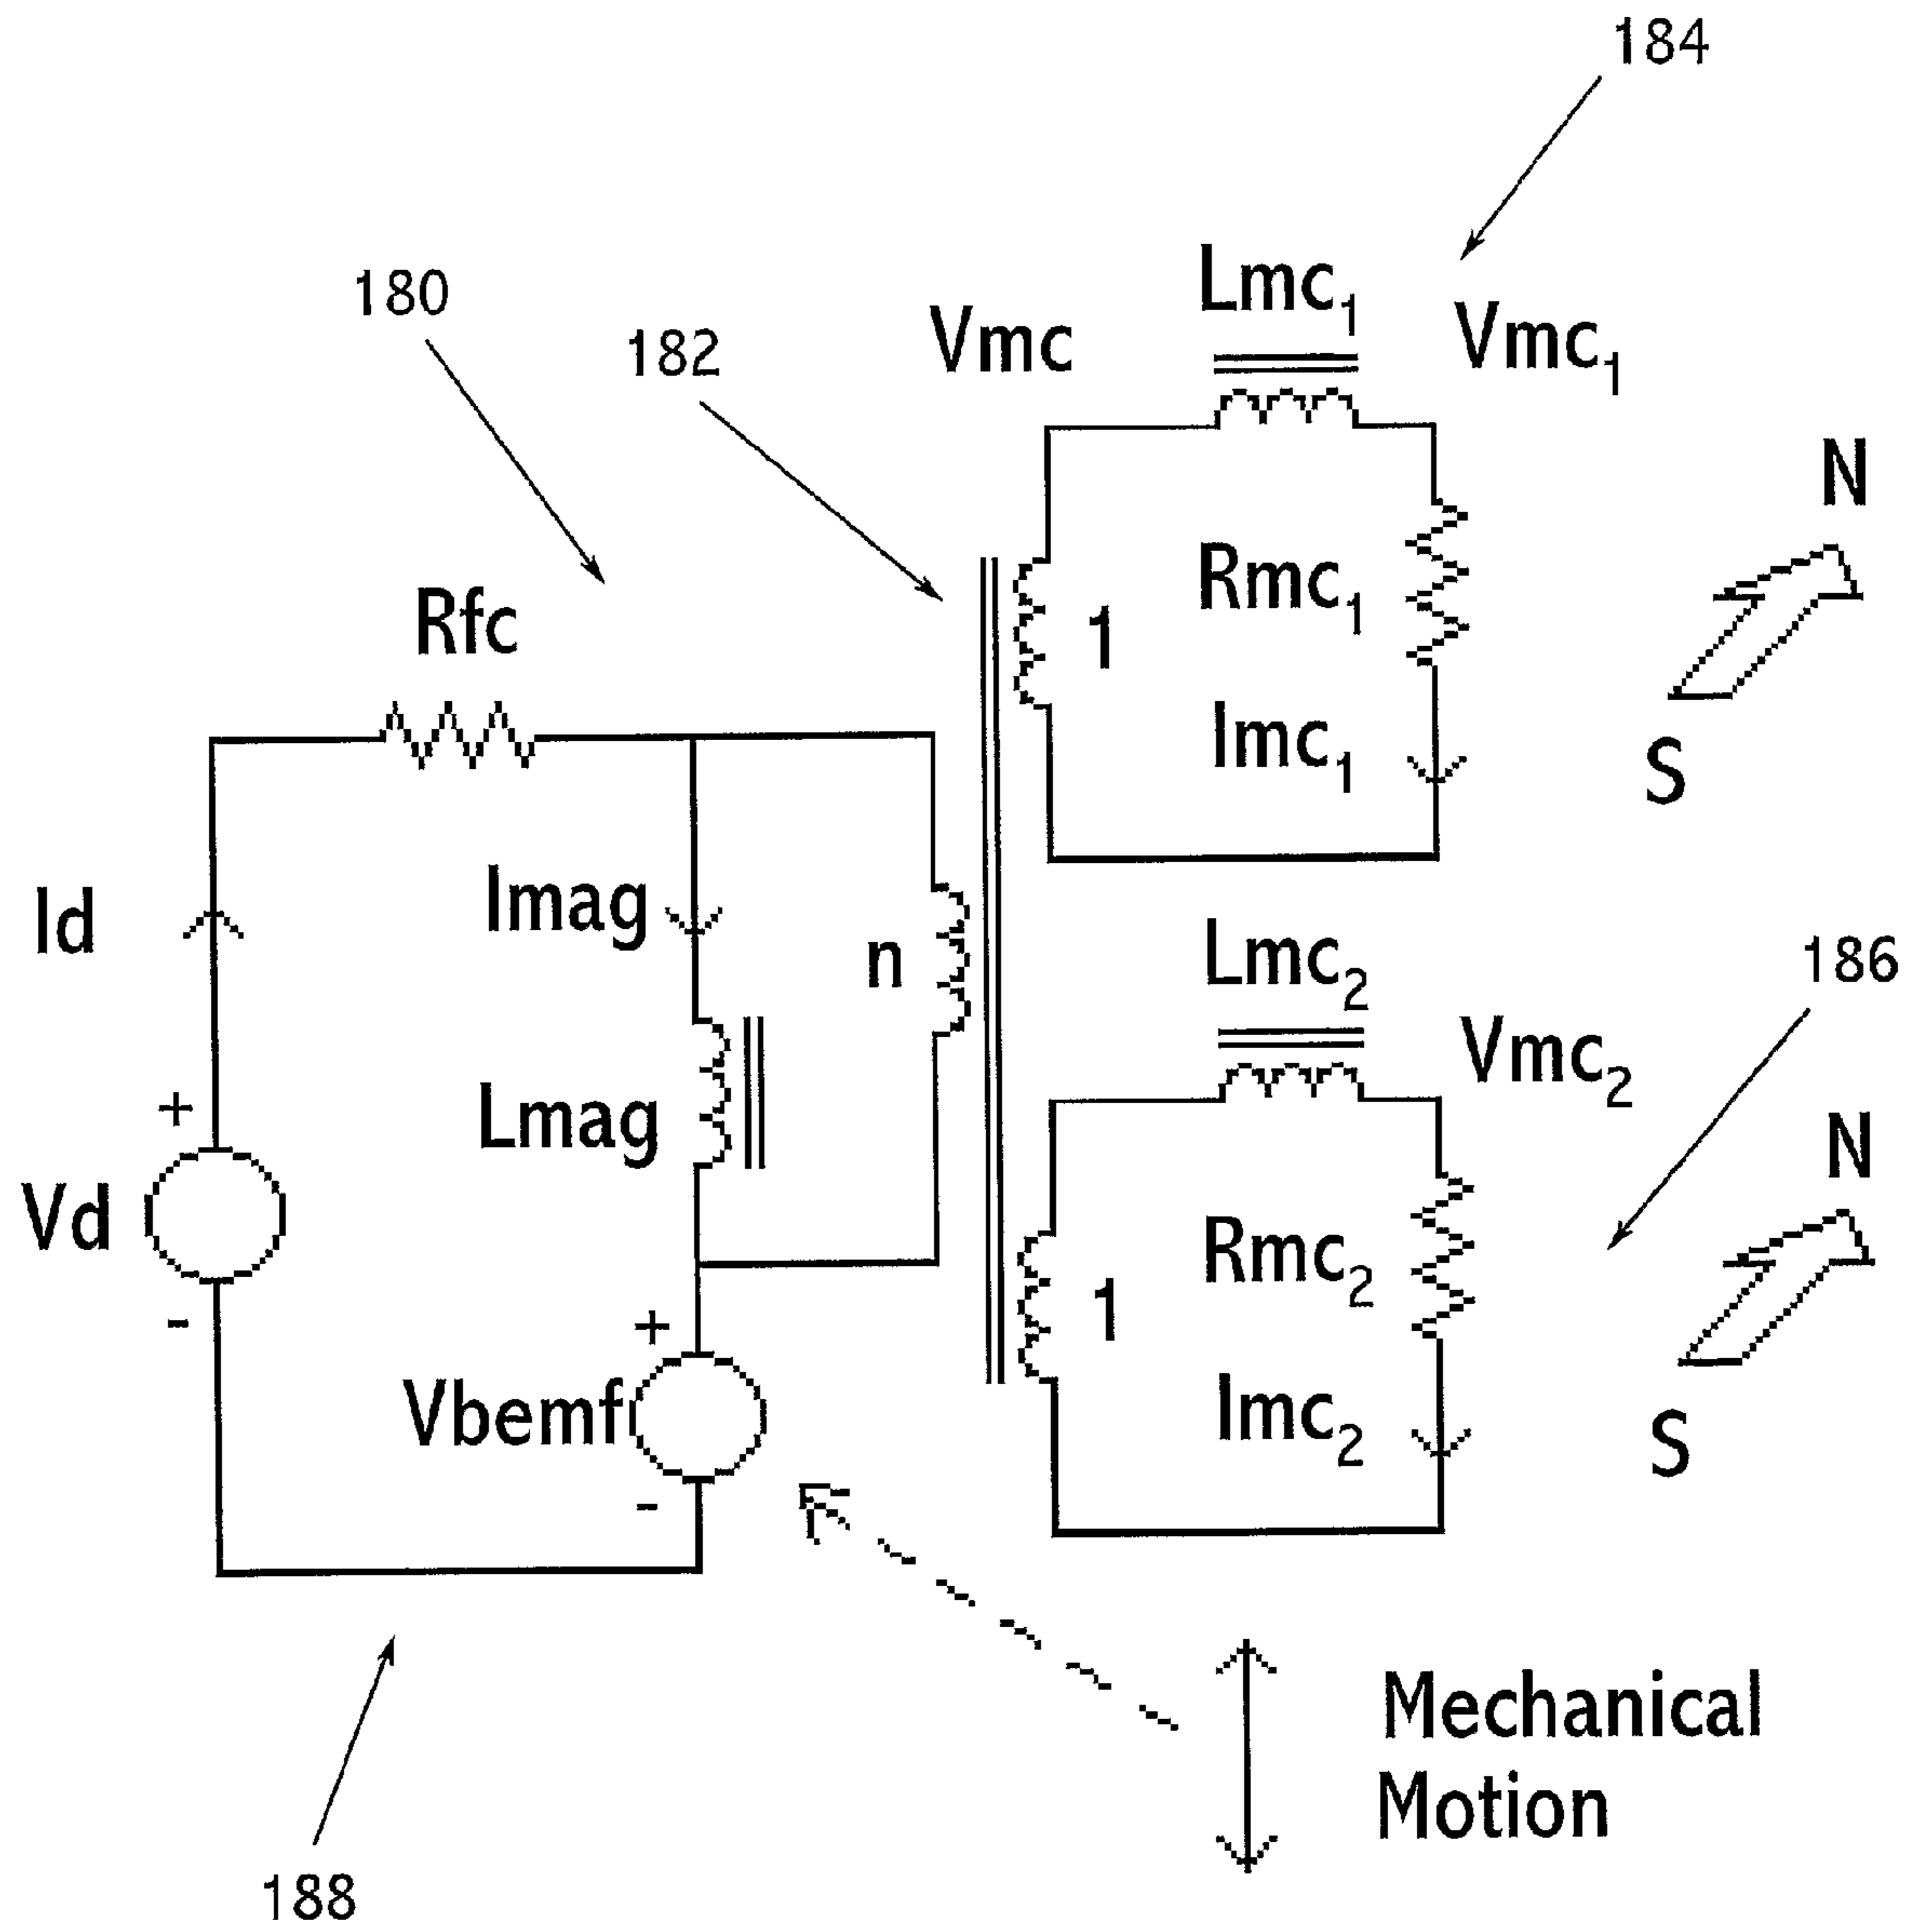 184
180
182
Vmc
Lmc1
Vmc1
N
Rfc
1
Rmc1
Imc1
S
Id
Imag
n
Lmc2
186
Vmc2
+
Lmag
Vd
N
-
1
Rmc2
+
Vbemf
-
Imc2
S
Mechanical
Motion
188